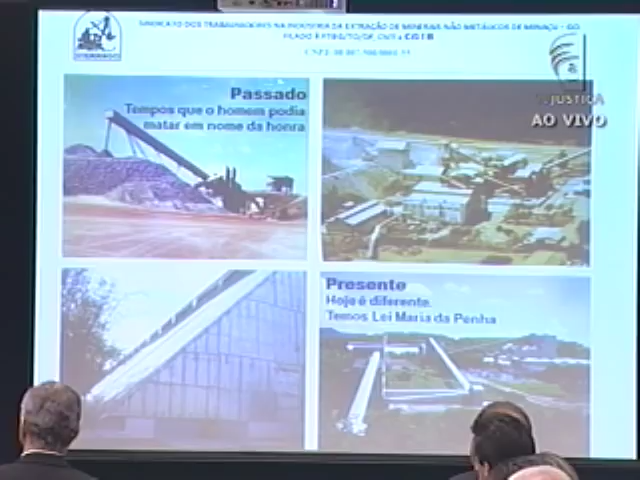 SINDICATO DOS TRABALHADORES NA INDÚSTRIA DA EXTRAÇÃO DE MINERAIS NÃO METÁLICOS DE MINAÇU - GO
TV JUSTIÇA
AO VIVO
Passado
Tempos que o homem podia
matar em nome da honra
Presente
Hoje é diferente.
Temos Lei Maria da Penha